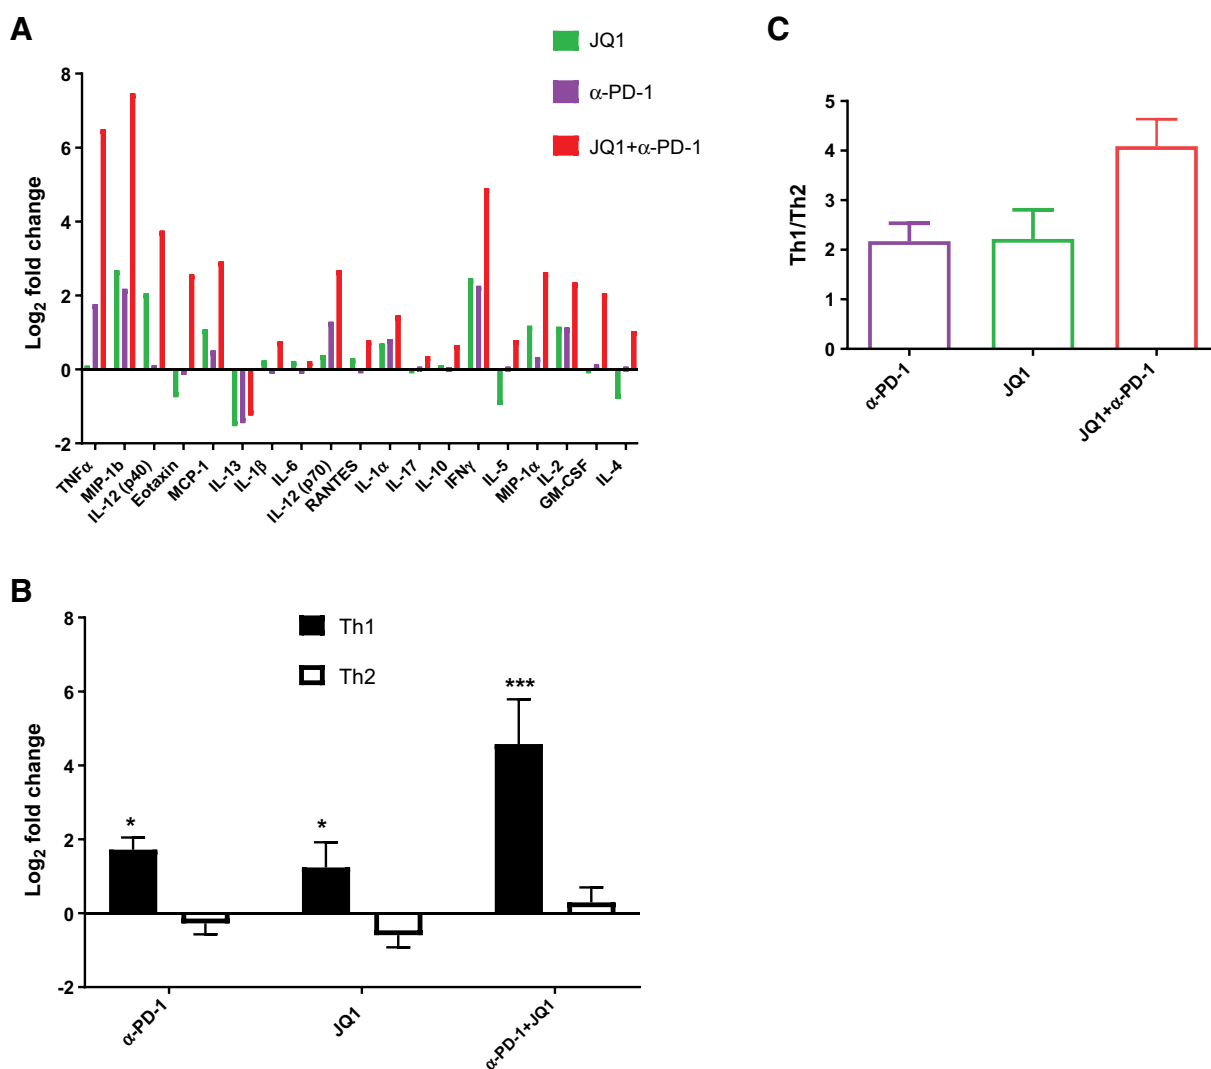 A
JQ1
α-PD-1
JQ1+α-PD-1
Log2 fold change
8
6
4
2
0
-2
TNFα
MIP-1b
IL-12 (p40)
Eotaxin
MCP-1
IL-13
IL-1β
IL-6
IL-12 (p70)
RANTES
IL-1α
IL-17
IL-10
IFNγ
IL-5
MIP-1α
IL-2
GM-CSF
IL-4
C
Th1/Th2
5
4
3
2
1
0
α-PD-1
JQ1
JQ1+α-PD-1
B
Th1
Th2
Log2 fold change
8
6
4
2
0
-2
*
*
***
α-PD-1
JQ1
α-PD-1+JQ1